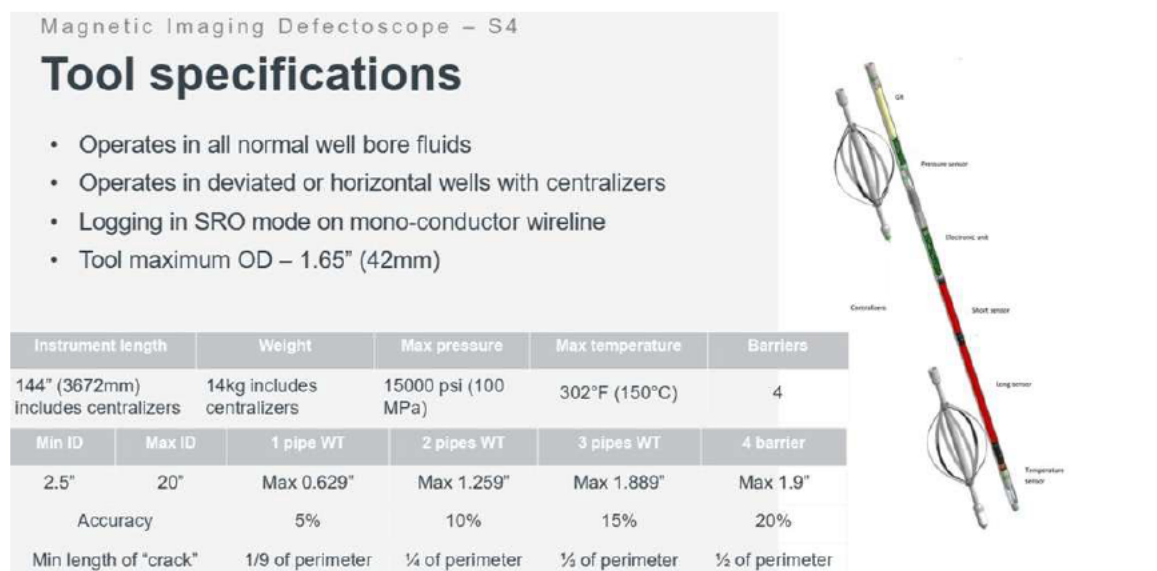 Magnetic Imaging Defectoscope – S4
Tool specifications
• Operates in all normal well bore fluids
• Operates in deviated or horizontal wells with centralizers
• Logging in SRO mode on mono-conductor wireline
• Tool maximum OD – 1.65” (42mm)
Instrument length Weight Max pressure Max temperature Barriers
144” (3672mm) includes centralizers 14kg includes centralizers 15000 psi (100 MPa) 302°F (150°C) 4
Min ID Max ID 1 pipe WT 2 pipes WT 3 pipes WT 4 barrier
2.5” 20” Max 0.629” Max 1.259” Max 1.889” Max 1.9”
Accuracy 5% 10% 15% 20%
Min length of “crack” 1/9 of perimeter ¼ of perimeter ⅓ of perimeter ½ of perimeter
GR
Pressure sensor
Electronic unit
Centralizers
Short sensor
long sensor
Temperature
sensor